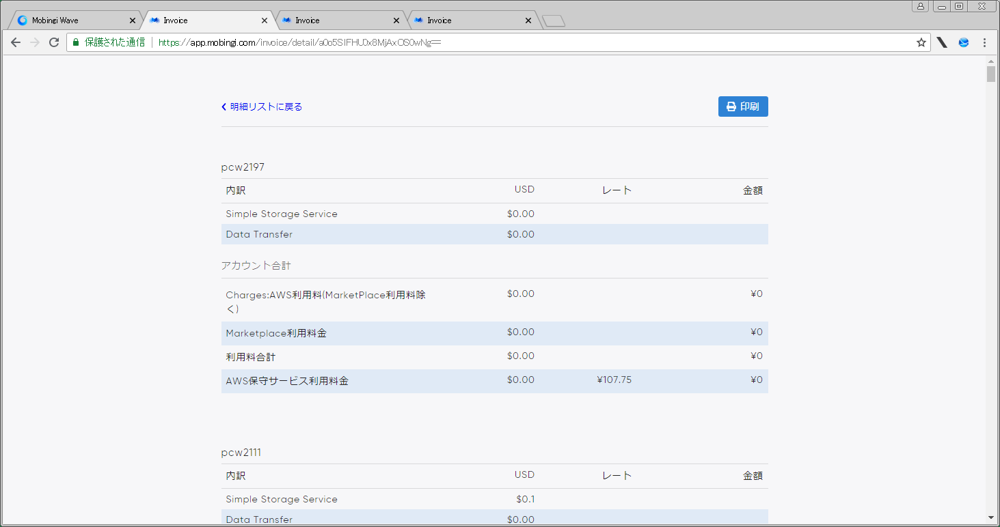 Mobingi Wave
Invoice
Invoice
Invoice
保護された通信 https://app.mobingi.com/invoice/detail/a0o5SIFHU0x8MjAxOS0wNg==
明細リストに戻る
印刷
pcw2197
内訳 USD レート 金額
Simple Storage Service $0.00
Data Transfer $0.00
アカウント合計
Charges:AWS利用料(MarketPlace利用料除 $0.00 ¥0
く)
Marketplace利用料金 $0.00 ¥0
利用料合計 $0.00 ¥0
AWS保守サービス利用料金 $0.00 ¥107.75 ¥0
pcw2111
内訳 USD レート 金額
Simple Storage Service $0.1
Data Transfer $0.00